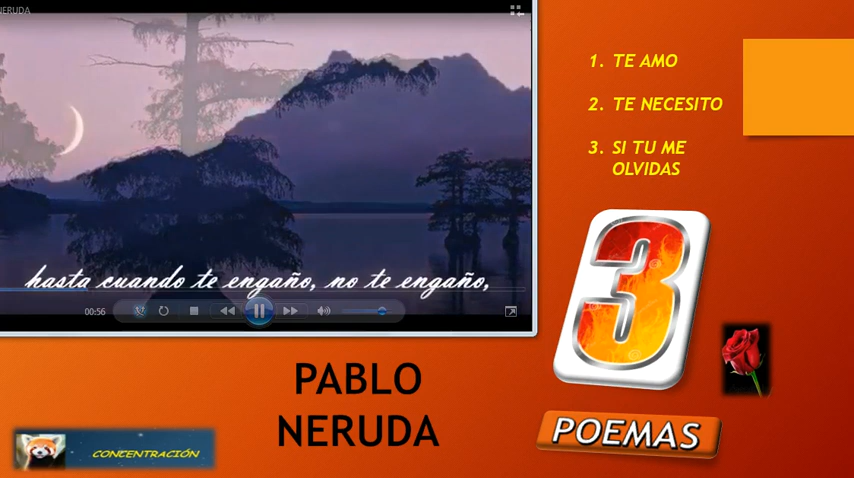 NERUDA
1. TE AMO
2. TE NECESITO
3. SI TU ME
OLVIDAS
hasta cuando te engaño, no te engaño,
00:56
3
PABLO
NERUDA
POEMAS
CONCENTRACIÓN